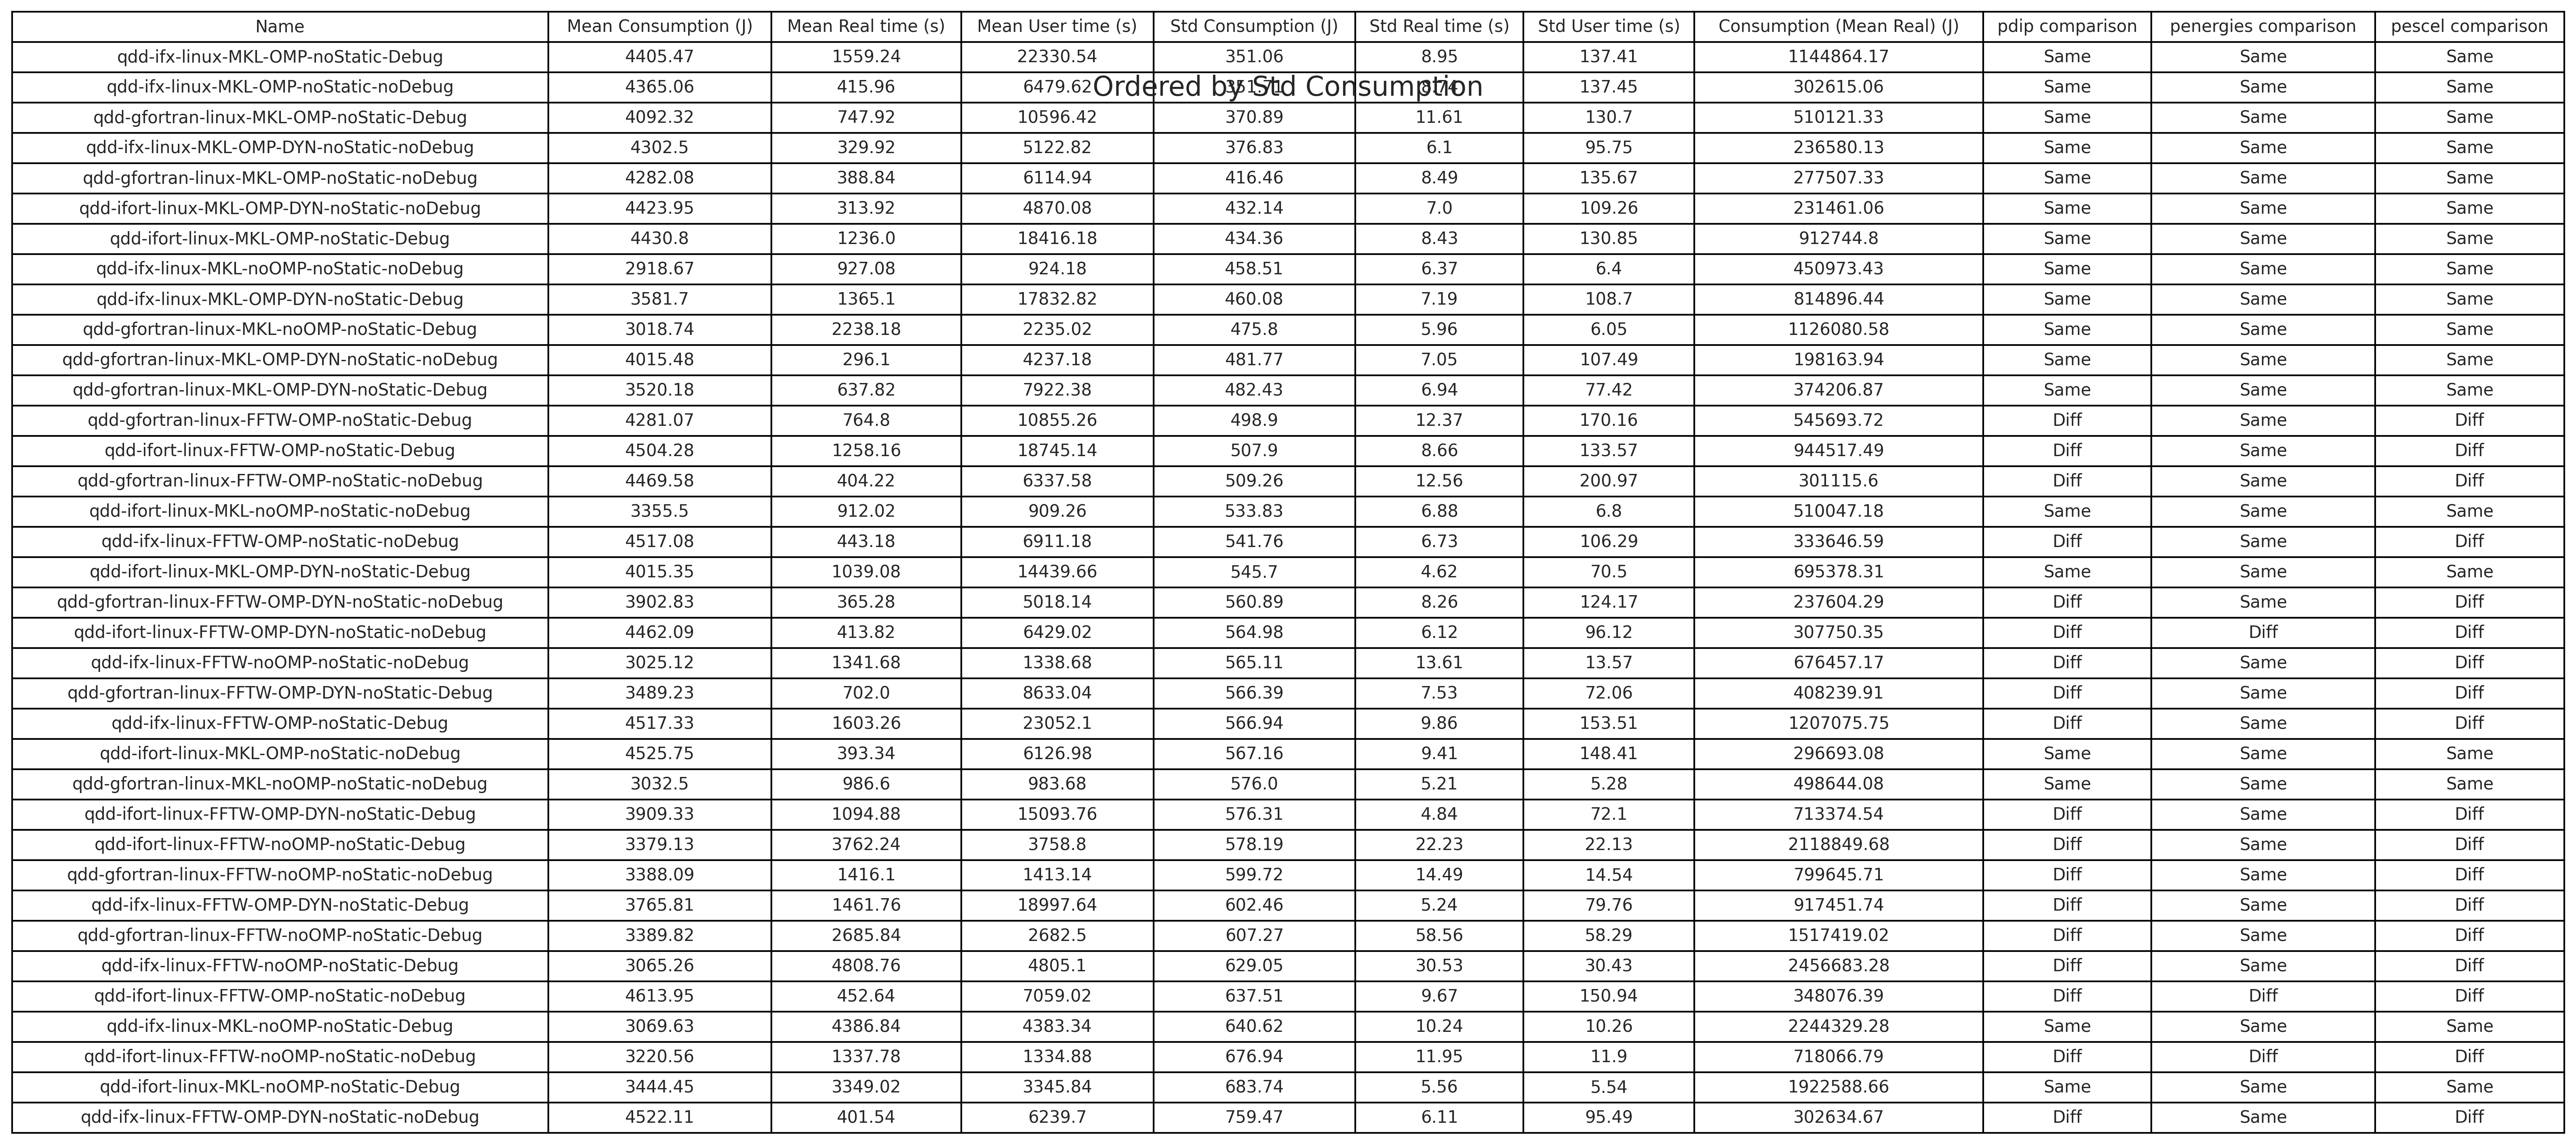 Name Mean Consumption (J) Mean Real time (s) Mean User time (s) Std Consumption (J) Std Real time (s) Std User time (s) Consumption (Mean Real) (J) pdip comparison penergies comparison pescel comparison
qdd-ifx-linux-MKL-OMP-noStatic-Debug 4405.47 1559.24 22330.54 351.06 8.95 137.41 1144864.17 Same Same Same
Ordered by Std Consumption
qdd-ifx-linux-MKL-OMP-noStatic-noDebug 4365.06 415.96 6479.62 351.71 8.74 137.45 302615.06 Same Same Same
qdd-gfortran-linux-MKL-OMP-noStatic-Debug 4092.32 747.92 10596.42 370.89 11.61 130.7 510121.33 Same Same Same
qdd-ifx-linux-MKL-OMP-DYN-noStatic-noDebug 4302.5 329.92 5122.82 376.83 6.1 95.75 236580.13 Same Same Same
qdd-gfortran-linux-MKL-OMP-noStatic-noDebug 4282.08 388.84 6114.94 416.46 8.49 135.67 277507.33 Same Same Same
qdd-ifort-linux-MKL-OMP-DYN-noStatic-noDebug 4423.95 313.92 4870.08 432.14 7.0 109.26 231461.06 Same Same Same
qdd-ifort-linux-MKL-OMP-noStatic-Debug 4430.8 1236.0 18416.18 434.36 8.43 130.85 912744.8 Same Same Same
qdd-ifx-linux-MKL-noOMP-noStatic-noDebug 2918.67 927.08 924.18 458.51 6.37 6.4 450973.43 Same Same Same
qdd-ifx-linux-MKL-OMP-DYN-noStatic-Debug 3581.7 1365.1 17832.82 460.08 7.19 108.7 814896.44 Same Same Same
qdd-gfortran-linux-MKL-noOMP-noStatic-Debug 3018.74 2238.18 2235.02 475.8 5.96 6.05 1126080.58 Same Same Same
qdd-gfortran-linux-MKL-OMP-DYN-noStatic-noDebug 4015.48 296.1 4237.18 481.77 7.05 107.49 198163.94 Same Same Same
qdd-gfortran-linux-MKL-OMP-DYN-noStatic-Debug 3520.18 637.82 7922.38 482.43 6.94 77.42 374206.87 Same Same Same
qdd-gfortran-linux-FFTW-OMP-noStatic-Debug 4281.07 764.8 10855.26 498.9 12.37 170.16 545693.72 Diff Same Diff
qdd-ifort-linux-FFTW-OMP-noStatic-Debug 4504.28 1258.16 18745.14 507.9 8.66 133.57 944517.49 Diff Same Diff
qdd-gfortran-linux-FFTW-OMP-noStatic-noDebug 4469.58 404.22 6337.58 509.26 12.56 200.97 301115.6 Diff Same Diff
qdd-ifort-linux-MKL-noOMP-noStatic-noDebug 3355.5 912.02 909.26 533.83 6.88 6.8 510047.18 Same Same Same
qdd-ifx-linux-FFTW-OMP-noStatic-noDebug 4517.08 443.18 6911.18 541.76 6.73 106.29 333646.59 Diff Same Diff
qdd-ifort-linux-MKL-OMP-DYN-noStatic-Debug 4015.35 1039.08 14439.66 545.7 4.62 70.5 695378.31 Same Same Same
qdd-gfortran-linux-FFTW-OMP-DYN-noStatic-noDebug 3902.83 365.28 5018.14 560.89 8.26 124.17 237604.29 Diff Same Diff
qdd-ifort-linux-FFTW-OMP-DYN-noStatic-noDebug 4462.09 413.82 6429.02 564.98 6.12 96.12 307750.35 Diff Diff Diff
qdd-ifx-linux-FFTW-noOMP-noStatic-noDebug 3025.12 1341.68 1338.68 565.11 13.61 13.57 676457.17 Diff Same Diff
qdd-gfortran-linux-FFTW-OMP-DYN-noStatic-Debug 3489.23 702.0 8633.04 566.39 7.53 72.06 408239.91 Diff Same Diff
qdd-ifx-linux-FFTW-OMP-noStatic-Debug 4517.33 1603.26 23052.1 566.94 9.86 153.51 1207075.75 Diff Same Diff
qdd-ifort-linux-MKL-OMP-noStatic-noDebug 4525.75 393.34 6126.98 567.16 9.41 148.41 296693.08 Same Same Same
qdd-gfortran-linux-MKL-noOMP-noStatic-noDebug 3032.5 986.6 983.68 576.0 5.21 5.28 498644.08 Same Same Same
qdd-ifort-linux-FFTW-OMP-DYN-noStatic-Debug 3909.33 1094.88 15093.76 576.31 4.84 72.1 713374.54 Diff Same Diff
qdd-ifort-linux-FFTW-noOMP-noStatic-Debug 3379.13 3762.24 3758.8 578.19 22.23 22.13 2118849.68 Diff Same Diff
qdd-gfortran-linux-FFTW-noOMP-noStatic-noDebug 3388.09 1416.1 1413.14 599.72 14.49 14.54 799645.71 Diff Same Diff
qdd-ifx-linux-FFTW-OMP-DYN-noStatic-Debug 3765.81 1461.76 18997.64 602.46 5.24 79.76 917451.74 Diff Same Diff
qdd-gfortran-linux-FFTW-noOMP-noStatic-Debug 3389.82 2685.84 2682.5 607.27 58.56 58.29 1517419.02 Diff Same Diff
qdd-ifx-linux-FFTW-noOMP-noStatic-Debug 3065.26 4808.76 4805.1 629.05 30.53 30.43 2456683.28 Diff Same Diff
qdd-ifort-linux-FFTW-OMP-noStatic-noDebug 4613.95 452.64 7059.02 637.51 9.67 150.94 348076.39 Diff Diff Diff
qdd-ifx-linux-MKL-noOMP-noStatic-Debug 3069.63 4386.84 4383.34 640.62 10.24 10.26 2244329.28 Same Same Same
qdd-ifort-linux-FFTW-noOMP-noStatic-noDebug 3220.56 1337.78 1334.88 676.94 11.95 11.9 718066.79 Diff Diff Diff
qdd-ifort-linux-MKL-noOMP-noStatic-Debug 3444.45 3349.02 3345.84 683.74 5.56 5.54 1922588.66 Same Same Same
qdd-ifx-linux-FFTW-OMP-DYN-noStatic-noDebug 4522.11 401.54 6239.7 759.47 6.11 95.49 302634.67 Diff Same Diff